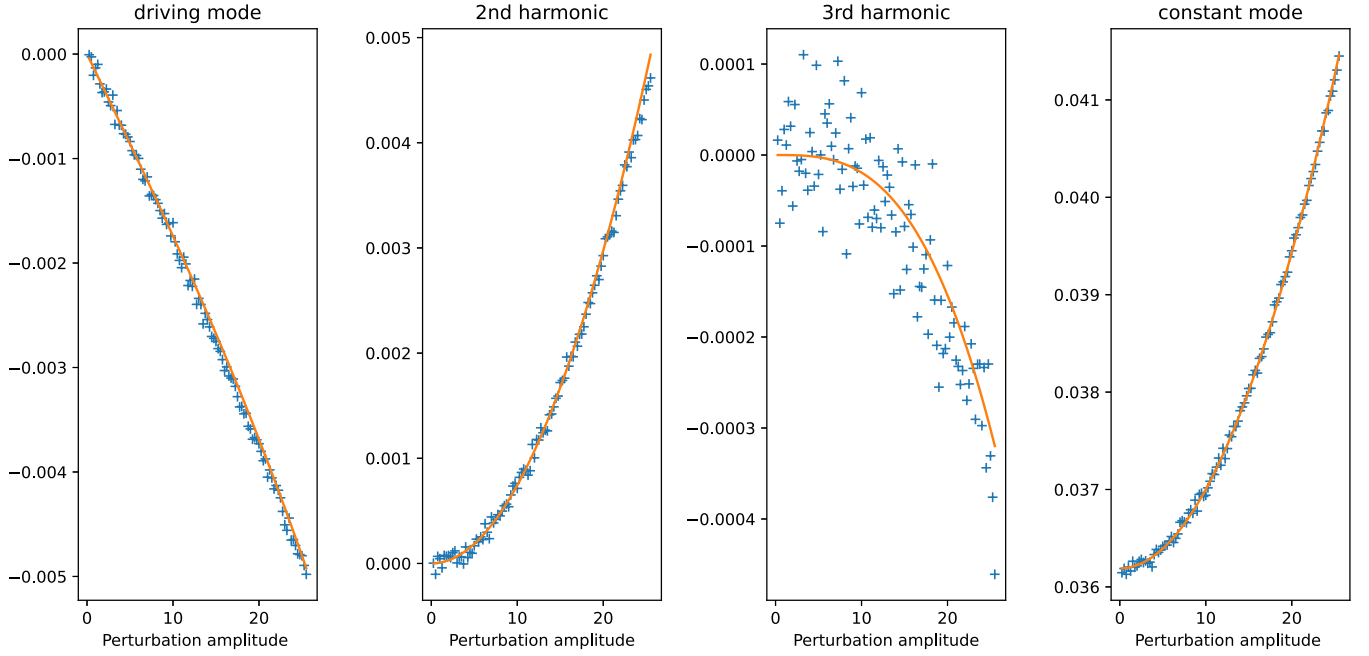 driving mode
0.000
−0.001
−0.002
−0.003
−0.004
−0.005
0 10 20
Perturbation amplitude
2nd harmonic
0.005
0.004
0.003
0.002
0.001
0.000
0 10 20
Perturbation amplitude
3rd harmonic
0.0001
0.0000
−0.0001
−0.0002
−0.0003
−0.0004
0 10 20
Perturbation amplitude
constant mode
0.041
0.040
0.039
0.038
0.037
0.036
0 10 20
Perturbation amplitude